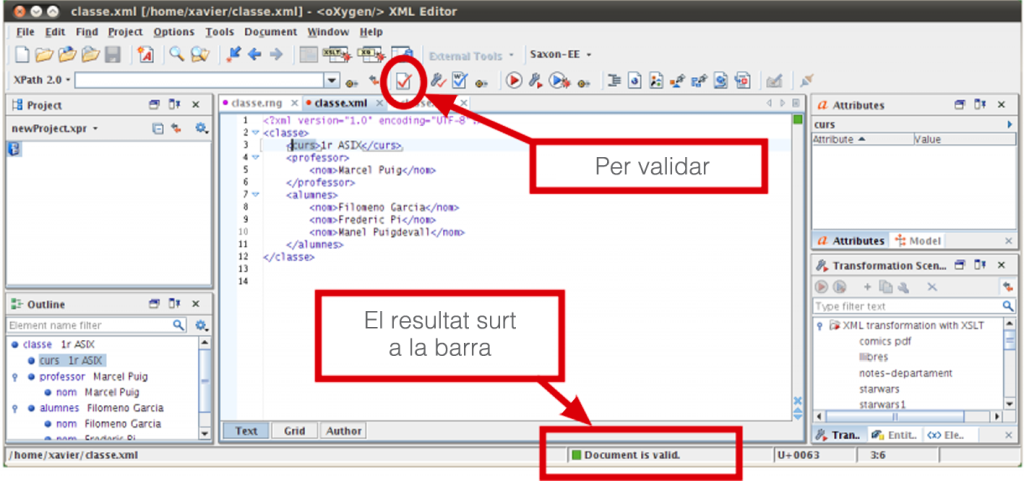 classe.xml [/home/xavier/classe.xml] - <oXygen/> XML Editor
File Edit Find Project Options Tools Document Window Help
External Tools Saxon-EE
XPath 2.0
Project
newProject.xpr
classe.rng classe.xml
1 <?xml version="1.0" encoding="UTF-8"
2 <classe>
3 <curs>1r ASIX</curs>
4 <professor>
5 <nom>Marcel Puig</nom>
6 </professor>
7 <alumnes>
8 <nom>Filomeno Garcia</nom>
9 <nom>Frederic Pi</nom>
10 <nom>Manel Puigdevall</nom>
11 </alumnes>
12 </classe>
13
14
Per validar
El resultat surt
a la barra
Attributes
curs
Attribute Value
Attributes Model
Transformation Scen...
Type filter text
XML transformation with XSLT
comics pdf
llibres
notes-departament
starwars
starwars1
Tran.. Entit.. Ele..
Outline
Element name filter
classe 1r ASIX
curs 1r ASIX
professor Marcel Puig
nom Marcel Puig
alumnes Filomeno Garcia
nom Filomeno Garcia
nom Frederic Pi
Text Grid Author
/home/xavier/classe.xml Document is valid. U+0063 3:6